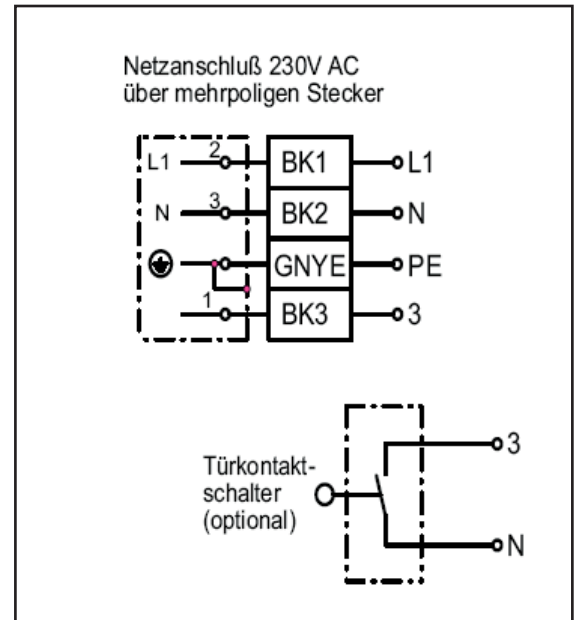 Netzanschluß 230V AC
über mehrpoligen Stecker
L1 2 BK1 L1
N 3 BK2 N
GNYE PE
1 BK3 3
Türkontakt-
schalter
(optional)
3
N